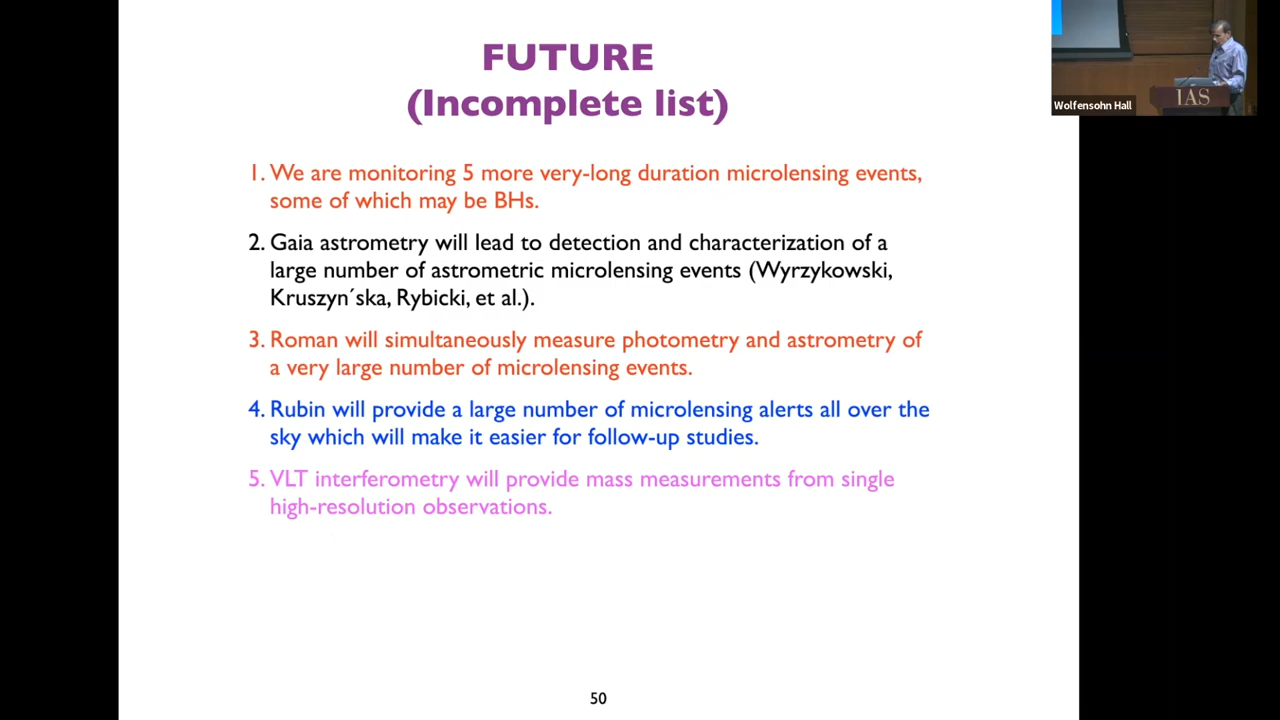 FUTURE
(Incomplete list)
1. We are monitoring 5 more very-long duration microlensing events,
some of which may be BHs.
2. Gaia astrometry will lead to detection and characterization of a
large number of astrometric microlensing events (Wyrzykowski,
Kruszyn´ska, Rybicki, et al.).
3. Roman will simultaneously measure photometry and astrometry of
a very large number of microlensing events.
4. Rubin will provide a large number of microlensing alerts all over the
sky which will make it easier for follow-up studies.
5. VLT interferometry will provide mass measurements from single
high-resolution observations.
50
Wolfensohn Hall
IAS